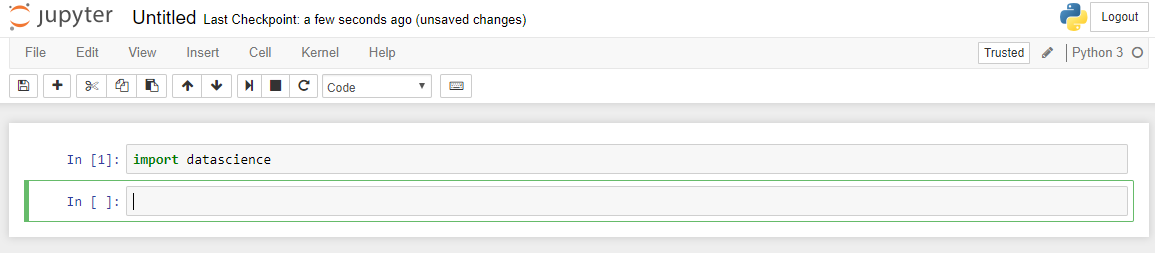 jupyter Untitled Last Checkpoint: a few seconds ago (unsaved changes) Logout
File Edit View Insert Cell Kernel Help Trusted Python 3
Code
In [1]: import datascience
In [ ]: